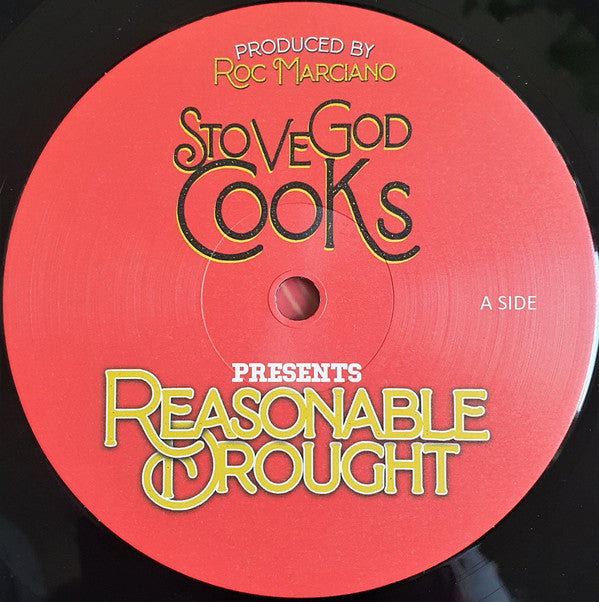 PRODUCED BY
ROC MARCIANO
STOVEGOD
COOKS
A SIDE
PRESENTS
REASONABLE
DROUGHT